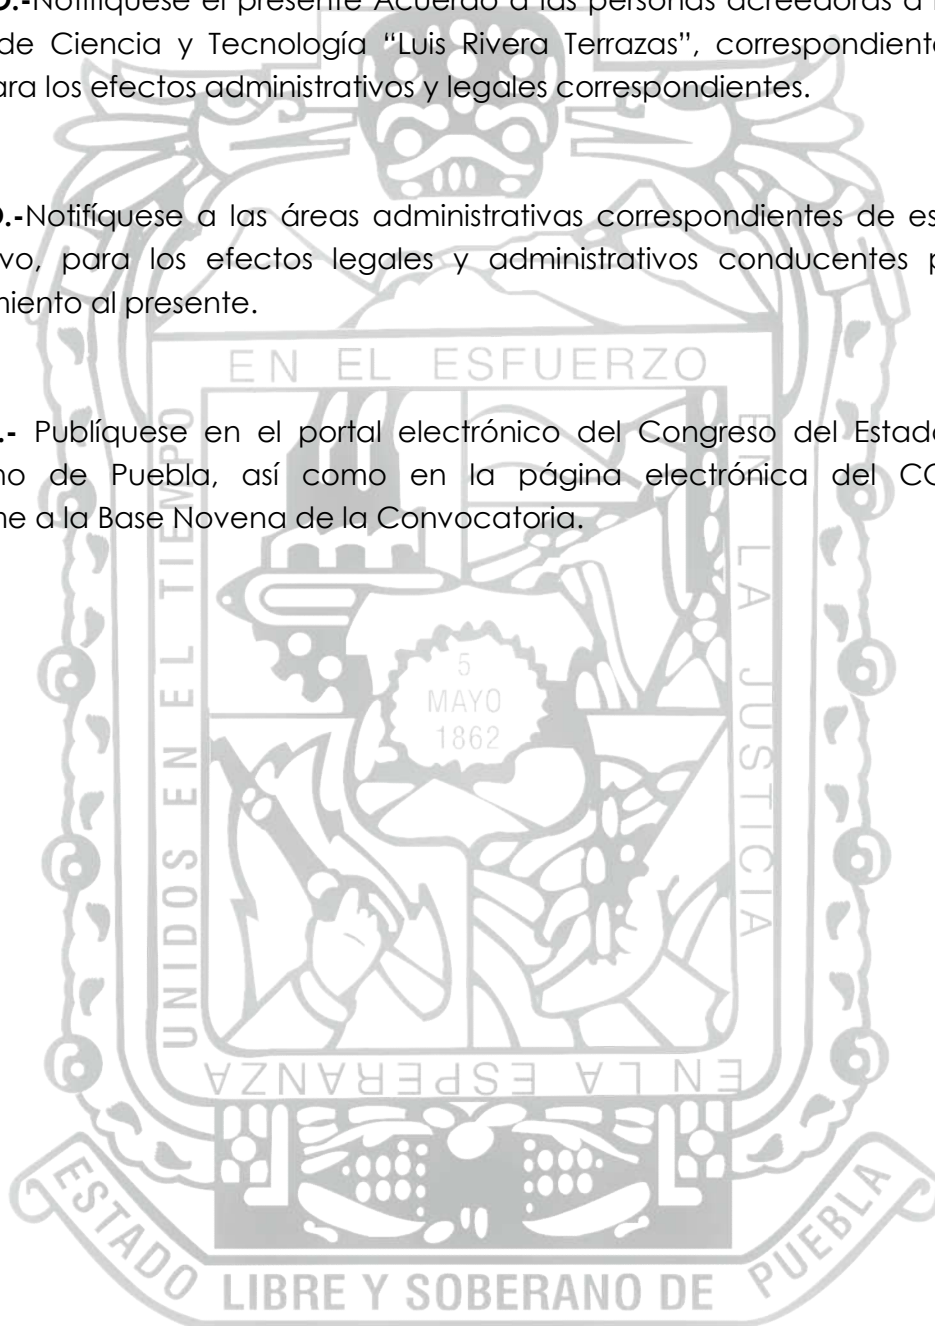 O.-Notifíquese el presente Acuerdo a las personas acreedoras a
de Ciencia y Tecnología “Luis Rivera Terrazas”, correspondiente
ara los efectos administrativos y legales correspondientes.
O.-Notifíquese a las áreas administrativas correspondientes de es
vo, para los efectos legales y administrativos conducentes p
miento al presente.
.- Publíquese en el portal electrónico del Congreso del Estado
no de Puebla, así como en la página electrónica del CO
me a la Base Novena de la Convocatoria.
EN EL ESFUERZO
UNIDOS EN EL TIEMPO
EN LA JUSTICIA
5
MAYO
1862
EN LA ESPERANZA
ESTADO LIBRE Y SOBERANO DE PUEBLA